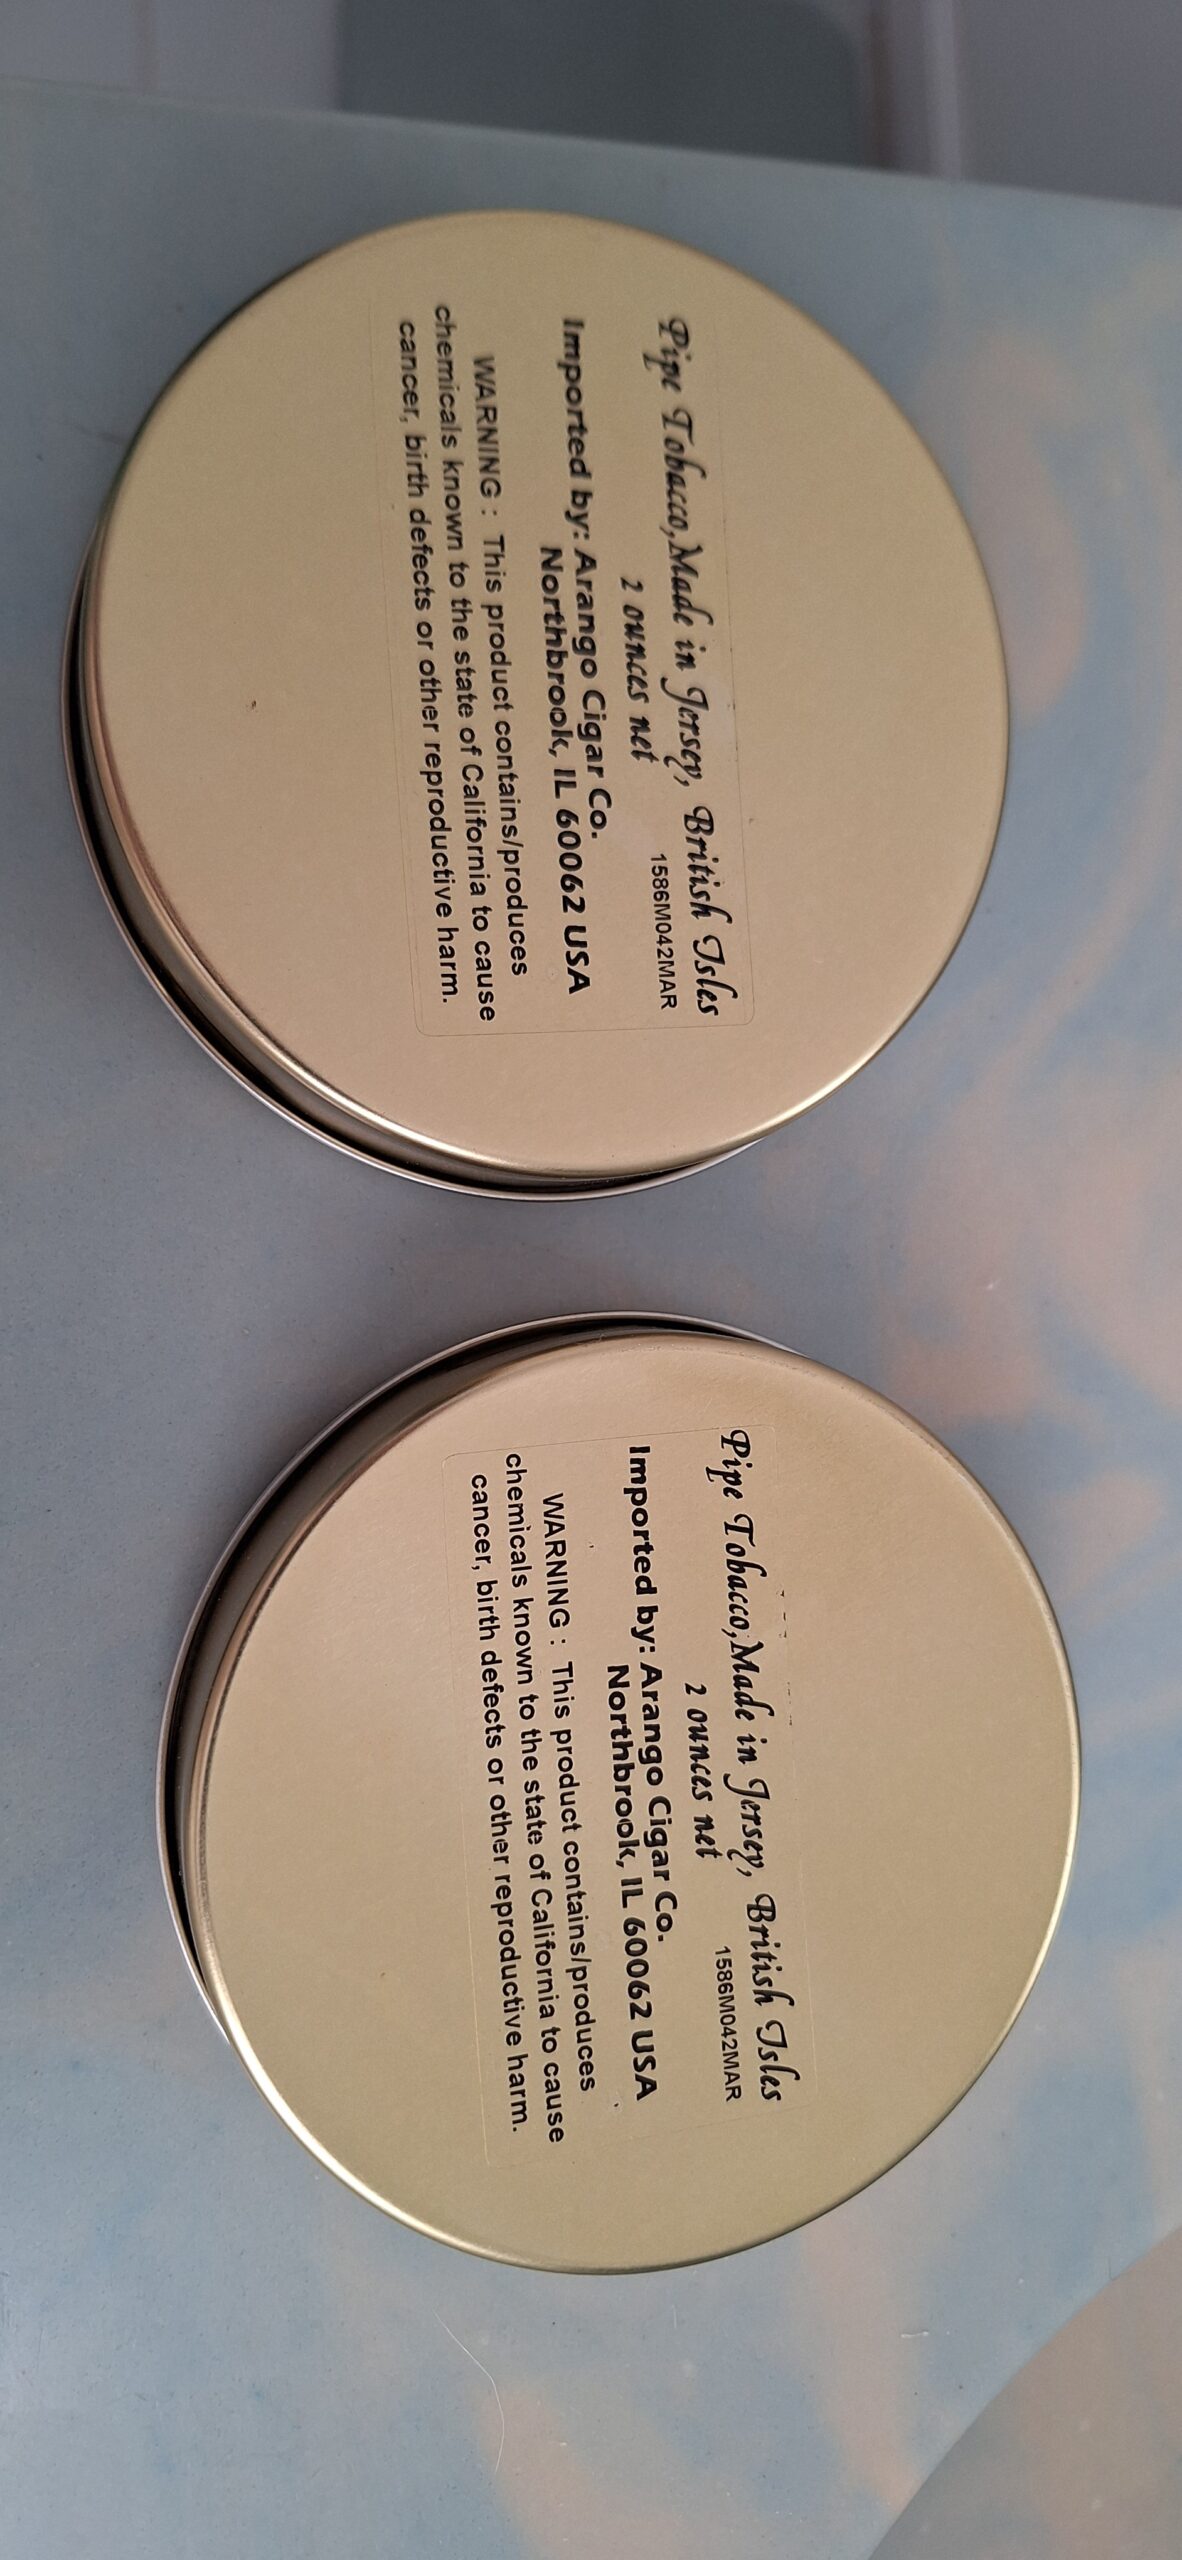 Pipe Tobacco,Made in Jersey, British Isles
2 ounces net
1586M042MAR
Imported by: Arango Cigar Co.
Northbrook, IL 60062 USA
WARNING : This product contains/produces
chemicals known to the state of California to cause
cancer, birth defects or other reproductive harm.
Pipe Tobacco,Made in Jersey, British Isles
2 ounces net
1586M042MAR
Imported by: Arango Cigar Co.
Northbrook, IL 60062 USA
WARNING : This product contains/produces
chemicals known to the state of California to cause
cancer, birth defects or other reproductive harm.